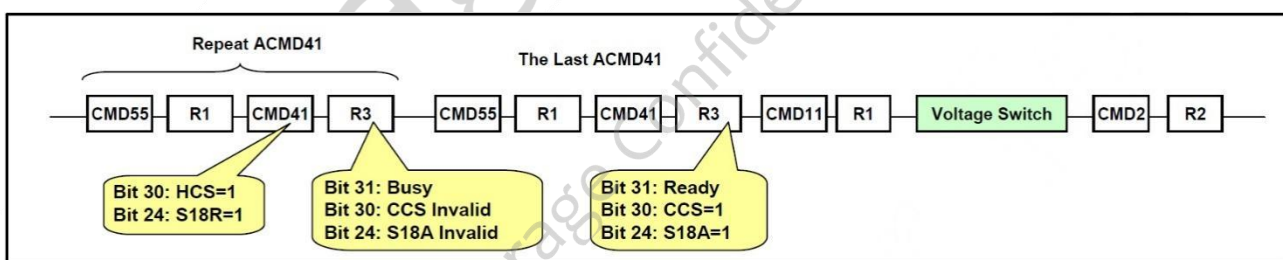 Repeat ACMD41
The Last ACMD41
CMD55 R1 CMD41 R3 CMD55 R1 CMD41 R3 CMD11 R1 Voltage Switch CMD2 R2
Bit 30: HCS=1
Bit 24: S18R=1
Bit 31: Busy
Bit 30: CCS Invalid
Bit 24: S18A Invalid
Bit 31: Ready
Bit 30: CCS=1
Bit 24: S18A=1